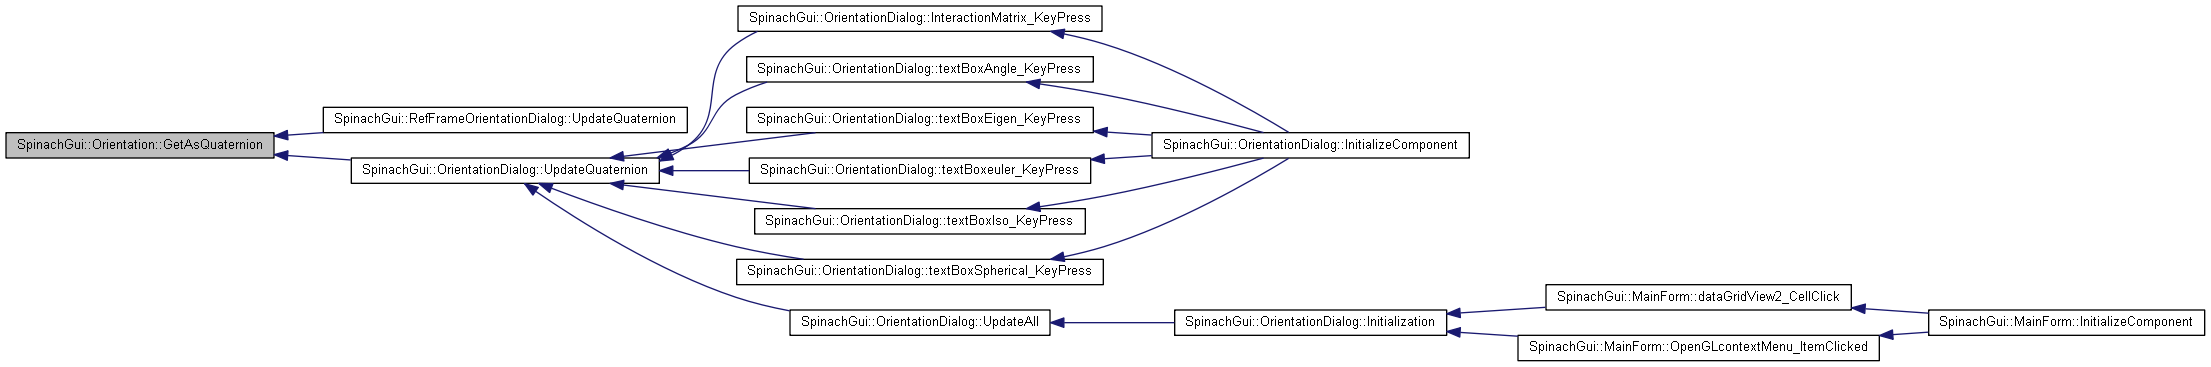 SpinachGui::Orientation::GetAsQuaternion
SpinachGui::RefFrameOrientationDialog::UpdateQuaternion
SpinachGui::OrientationDialog::UpdateQuaternion
SpinachGui::OrientationDialog::InteractionMatrix_KeyPress
SpinachGui::OrientationDialog::textBoxAngle_KeyPress
SpinachGui::OrientationDialog::textBoxEigen_KeyPress
SpinachGui::OrientationDialog::textBoxeuler_KeyPress
SpinachGui::OrientationDialog::textBoxIso_KeyPress
SpinachGui::OrientationDialog::textBoxSpherical_KeyPress
SpinachGui::OrientationDialog::UpdateAll
SpinachGui::OrientationDialog::InitializeComponent
SpinachGui::OrientationDialog::Initialization
SpinachGui::MainForm::dataGridView2_CellClick
SpinachGui::MainForm::OpenGLcontextMenu_ItemClicked
SpinachGui::MainForm::InitializeComponent